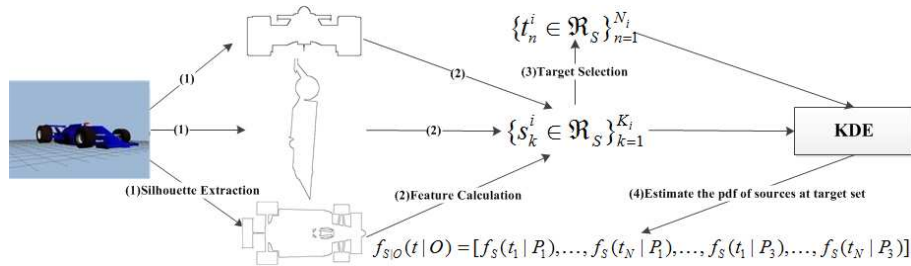 {t_n^i ∈ ℜ_S}_{n=1}^{N_i}
(1)
(2)
(3)Target Selection
(1)
(2)
{s_k^i ∈ ℜ_S}_{k=1}^{K_i}
KDE
(1)Silhouette Extraction
(2)Feature Calculation
(4)Estimate the pdf of sources at target set
f_{S|O}(t | O) = [f_S(t_1 | P_1),..., f_S(t_N | P_1),..., f_S(t_1 | P_3),..., f_S(t_N | P_3)]